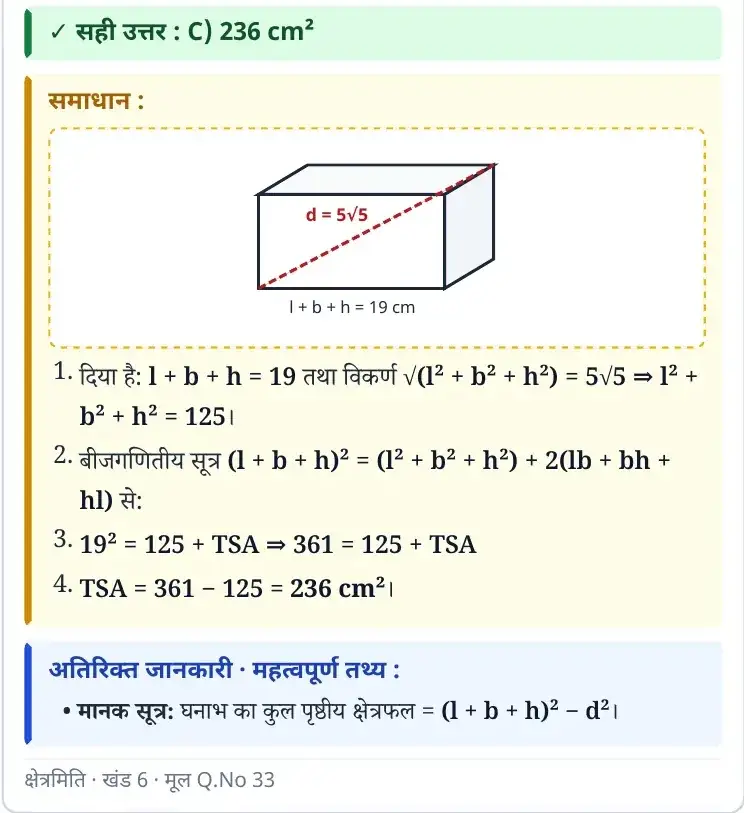 ✓ सही उत्तर : C) 236 cm²
समाधान :
d = 5√5
l + b + h = 19 cm
1. दिया है: l + b + h = 19 तथा विकर्ण √(l² + b² + h²) = 5√5 ⇒ l² +
b² + h² = 125।
2. बीजगणितीय सूत्र (l + b + h)² = (l² + b² + h²) + 2(lb + bh +
hl) से:
3. 19² = 125 + TSA ⇒ 361 = 125 + TSA
4. TSA = 361 − 125 = 236 cm²।
अतिरिक्त जानकारी · महत्वपूर्ण तथ्य :
• मानक सूत्र: घनाभ का कुल पृष्ठीय क्षेत्रफल = (l + b + h)² − d²।
क्षेत्रमिति · खंड 6 · मूल Q.No 33